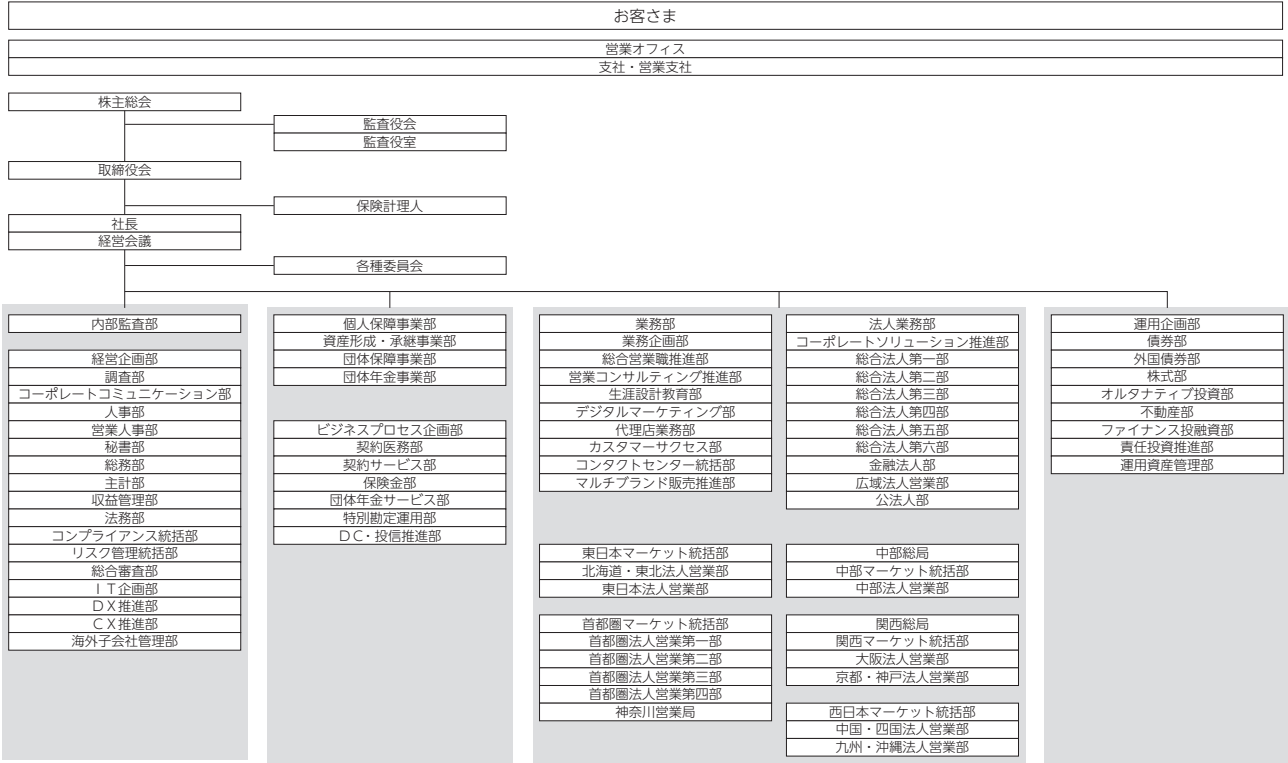 お客さま
営業オフィス
支社・営業支社
株主総会
監査役会
監査役室
取締役会
保険計理人
社長
経営会議
各種委員会
内部監査部
経営企画部
調査部
コーポレートコミュニケーション部
人事部
営業人事部
秘書部
総務部
主計部
収益管理部
法務部
コンプライアンス統括部
リスク管理統括部
総合審査部
ＩＴ企画部
ＤＸ推進部
ＣＸ推進部
海外子会社管理部
個人保障事業部
資産形成・承継事業部
団体保障事業部
団体年金事業部
ビジネスプロセス企画部
契約医務部
契約サービス部
保険金部
団体年金サービス部
特別勘定運用部
ＤＣ・投信推進部
業務部
業務企画部
総合営業職推進部
営業コンサルティング推進部
生涯設計教育部
デジタルマーケティング部
代理店業務部
カスタマーサクセス部
コンタクトセンター統括部
マルチブランド販売推進部
東日本マーケット統括部
北海道・東北法人営業部
東日本法人営業部
首都圏マーケット統括部
首都圏法人営業第一部
首都圏法人営業第二部
首都圏法人営業第三部
首都圏法人営業第四部
神奈川営業局
法人業務部
コーポレートソリューション推進部
総合法人第一部
総合法人第二部
総合法人第三部
総合法人第四部
総合法人第五部
総合法人第六部
金融法人部
広域法人営業部
公法人部
中部総局
中部マーケット統括部
中部法人営業部
関西総局
関西マーケット統括部
大阪法人営業部
京都・神戸法人営業部
西日本マーケット統括部
中国・四国法人営業部
九州・沖縄法人営業部
運用企画部
債券部
外国債券部
株式部
オルタナティブ投資部
不動産部
ファイナンス投融資部
責任投資推進部
運用資産管理部